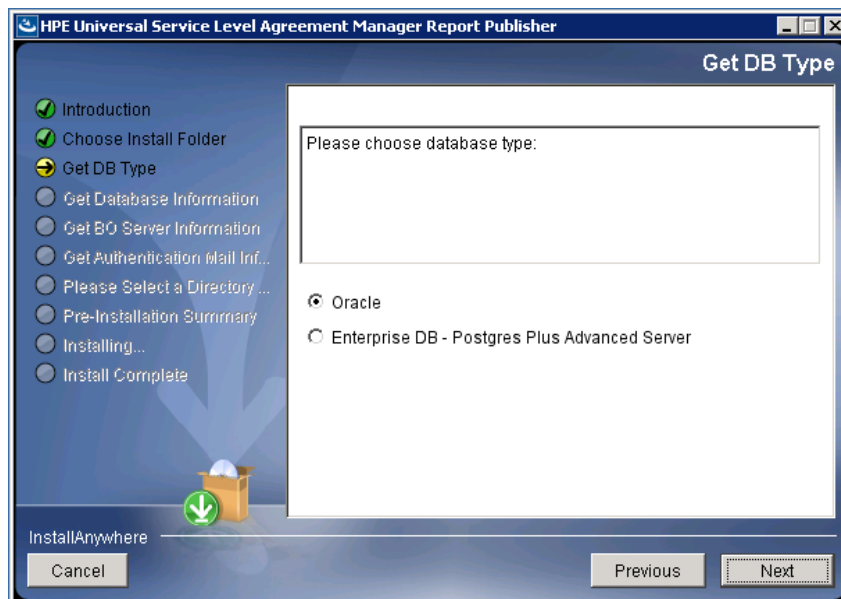 HPE Universal Service Level Agreement Manager Report Publisher
Get DB Type
Introduction
Choose Install Folder
Get DB Type
Get Database Information
Get BO Server Information
Get Authentication Mail Inf...
Please Select a Directory ...
Pre-Installation Summary
Installing...
Install Complete
Please choose database type:
Oracle
Enterprise DB - Postgres Plus Advanced Server
InstallAnywhere
Cancel
Previous
Next